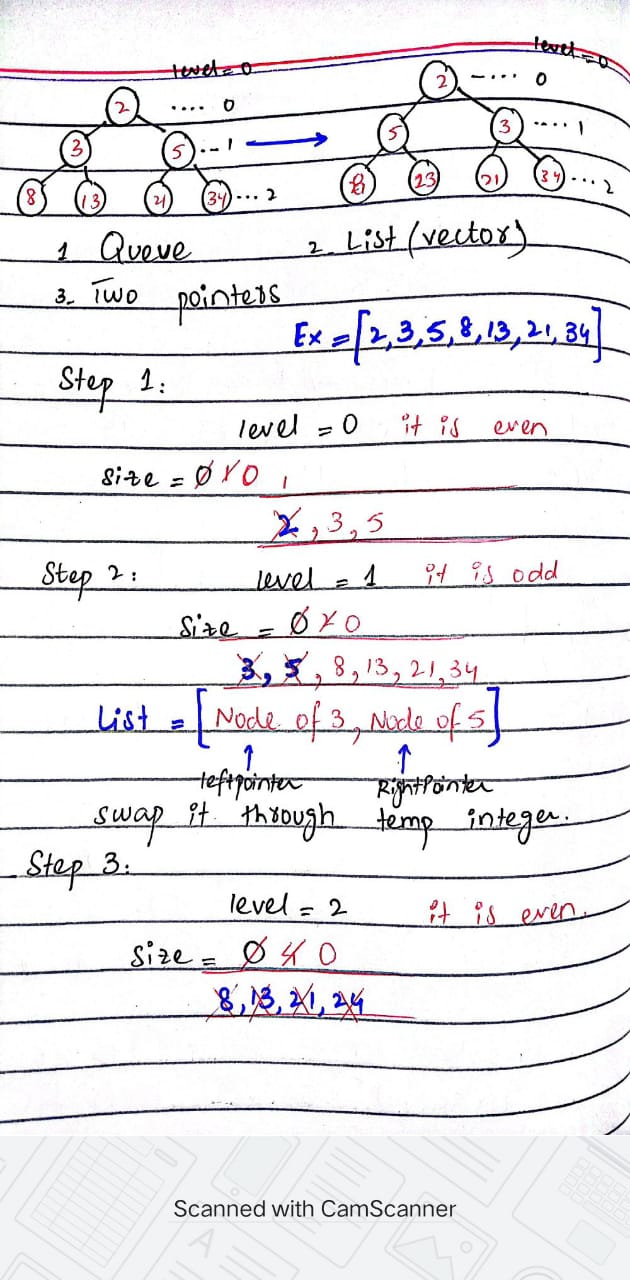 level = 0 level = 0
2 .... 0 2 -.... 0
3 5 ... 1 5 3 .... 1
8 13 21 34 ... 2 8 23 21 34 ... 2
1 Queue 2. List (vector)
3. Two pointers
Ex = [2,3,5,8,13,21,34]
Step 1:
level = 0 it is even
Size = 0 1 0
2, 3, 5
Step 2: level = 1 it is odd
Size = 0 2 0
3, 5, 8, 13, 21, 34
List = [Node of 3, Node of 5]
leftpointer RightPointer
swap it through temp integer.
Step 3:
level = 2 it is even.
Size = 0 4 0
8, 13, 21, 24
Scanned with CamScanner